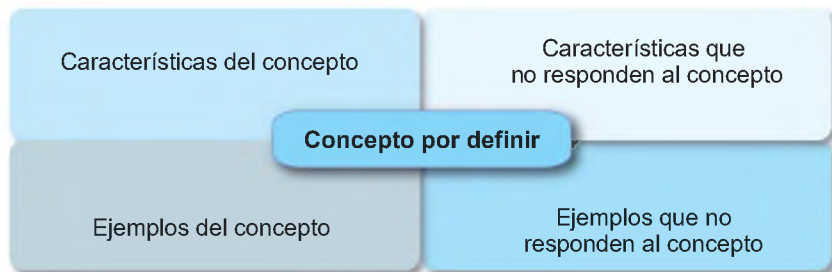 Características del concepto
Características que
no responden al concepto
Concepto por definir
Ejemplos del concepto
Ejemplos que no
responden al concepto